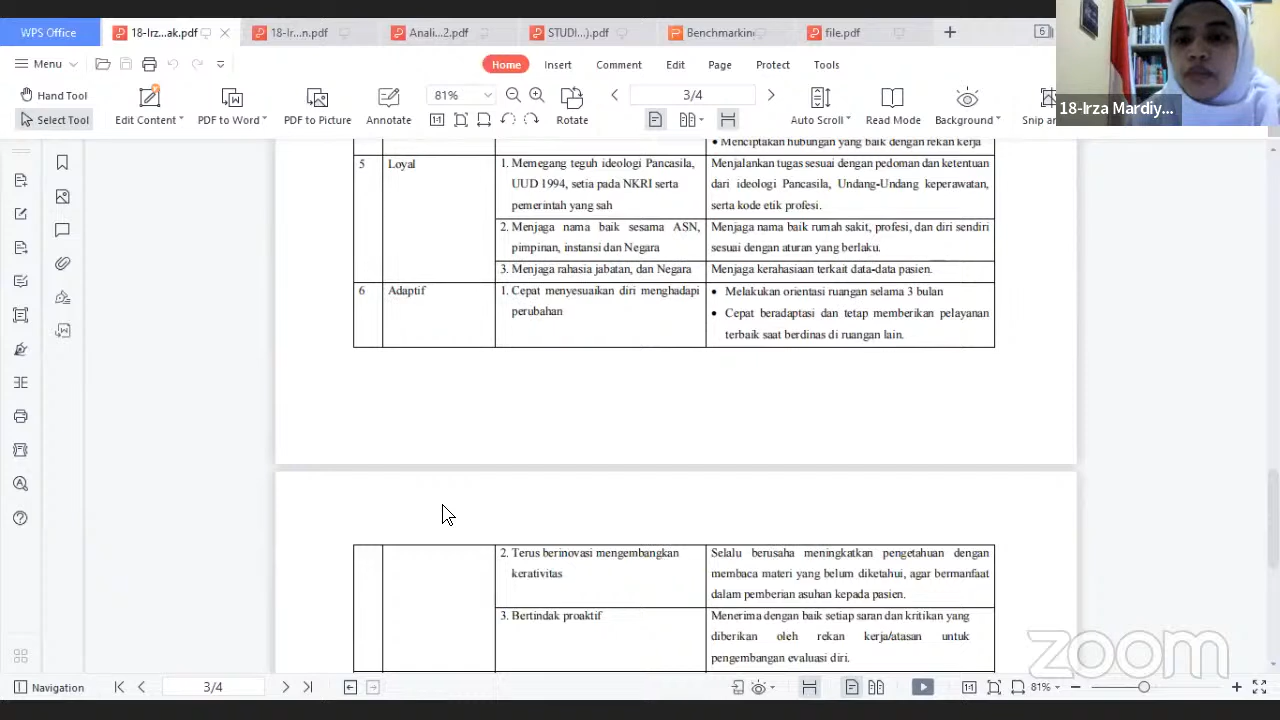 WPS Office
18-Irz...ak.pdf
18-Ir...n.pdf
Anali...2.pdf
STUDI...).pdf
Benchmarkin
file.pdf
6
Menu
Home
Insert
Comment
Edit
Page
Protect
Tools
Hand Tool
Select Tool
Edit Content
PDF to Word
PDF to Picture
Annotate
81%
Rotate
3/4
Auto Scroll
Read Mode
Background
Snip an
18-Irza Mardiy...
• Menciptakan hubungan yang baik dengan rekan kerja
5
Loyal
1. Memegang teguh ideologi Pancasila,
UUD 1994, setia pada NKRI serta
pemerintah yang sah
Menjalankan tugas sesuai dengan pedoman dan ketentuan
dari ideologi Pancasila, Undang-Undang keperawatan,
serta kode etik profesi.
2. Menjaga nama baik sesama ASN,
pimpinan, instansi dan Negara
Menjaga nama baik rumah sakit, profesi, dan diri sendiri
sesuai dengan aturan yang berlaku.
3. Menjaga rahasia jabatan, dan Negara
Menjaga kerahasiaan terkait data-data pasien.
6
Adaptif
1. Cepat menyesuaikan diri menghadapi
perubahan
• Melakukan orientasi ruangan selama 3 bulan
• Cepat beradaptasi dan tetap memberikan pelayanan
terbaik saat berdinas di ruangan lain.
2. Terus berinovasi mengembangkan
kerativitas
Selalu berusaha meningkatkan pengetahuan dengan
membaca materi yang belum diketahui, agar bermanfaat
dalam pemberian asuhan kepada pasien.
3. Bertindak proaktif
Menerima dengan baik setiap saran dan kritikan yang
diberikan oleh rekan kerja/atasan untuk
pengembangan evaluasi diri.
zoom
Navigation
3/4
81%